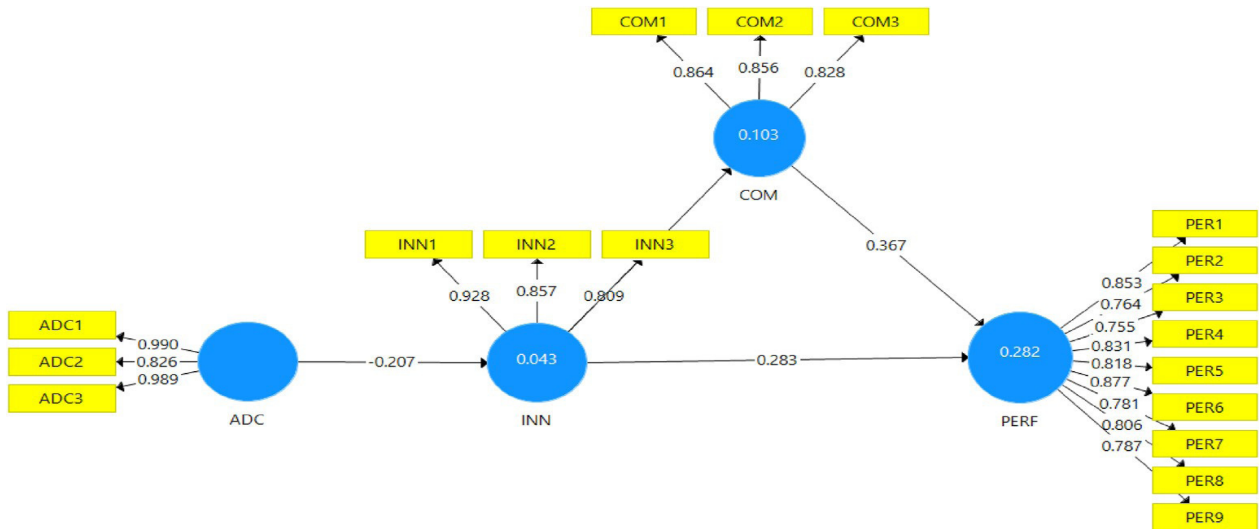 COM1 COM2 COM3
0.864 0.856 0.828
0.103
COM
INN1 INN2 INN3
0.928 0.857 0.809
0.367
PER1
PER2
PER3
PER4
PER5
PER6
PER7
PER8
PER9
0.853
0.764
0.755
0.831
0.818
0.877
0.781
0.806
0.787
ADC1
ADC2
ADC3
0.990
0.826
0.989
-0.207
0.043
0.283
0.282
ADC
INN
PERF